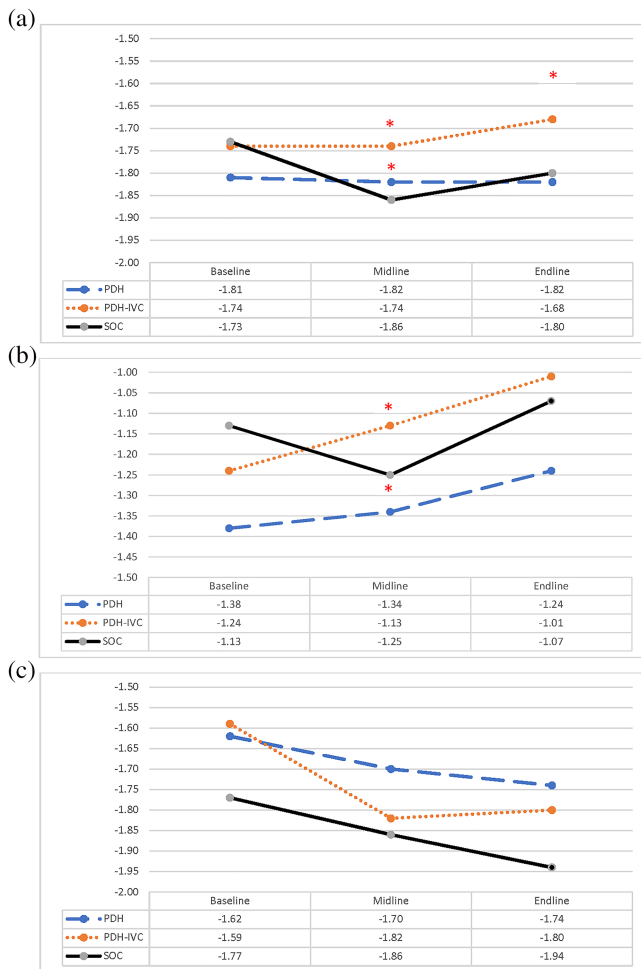 (a)
-1.50
-1.55
-1.60
-1.65
-1.70
-1.75
-1.80
-1.85
-1.90
-1.95
-2.00
* * *
Baseline Midline Endline
PDH -1.81 -1.82 -1.82
PDH-IVC -1.74 -1.74 -1.68
SOC -1.73 -1.86 -1.80
(b)
-1.00
-1.05
-1.10
-1.15
-1.20
-1.25
-1.30
-1.35
-1.40
-1.45
-1.50
* *
Baseline Midline Endline
PDH -1.38 -1.34 -1.24
PDH-IVC -1.24 -1.13 -1.01
SOC -1.13 -1.25 -1.07
(c)
-1.50
-1.55
-1.60
-1.65
-1.70
-1.75
-1.80
-1.85
-1.90
-1.95
-2.00
Baseline Midline Endline
PDH -1.62 -1.70 -1.74
PDH-IVC -1.59 -1.82 -1.80
SOC -1.77 -1.86 -1.94